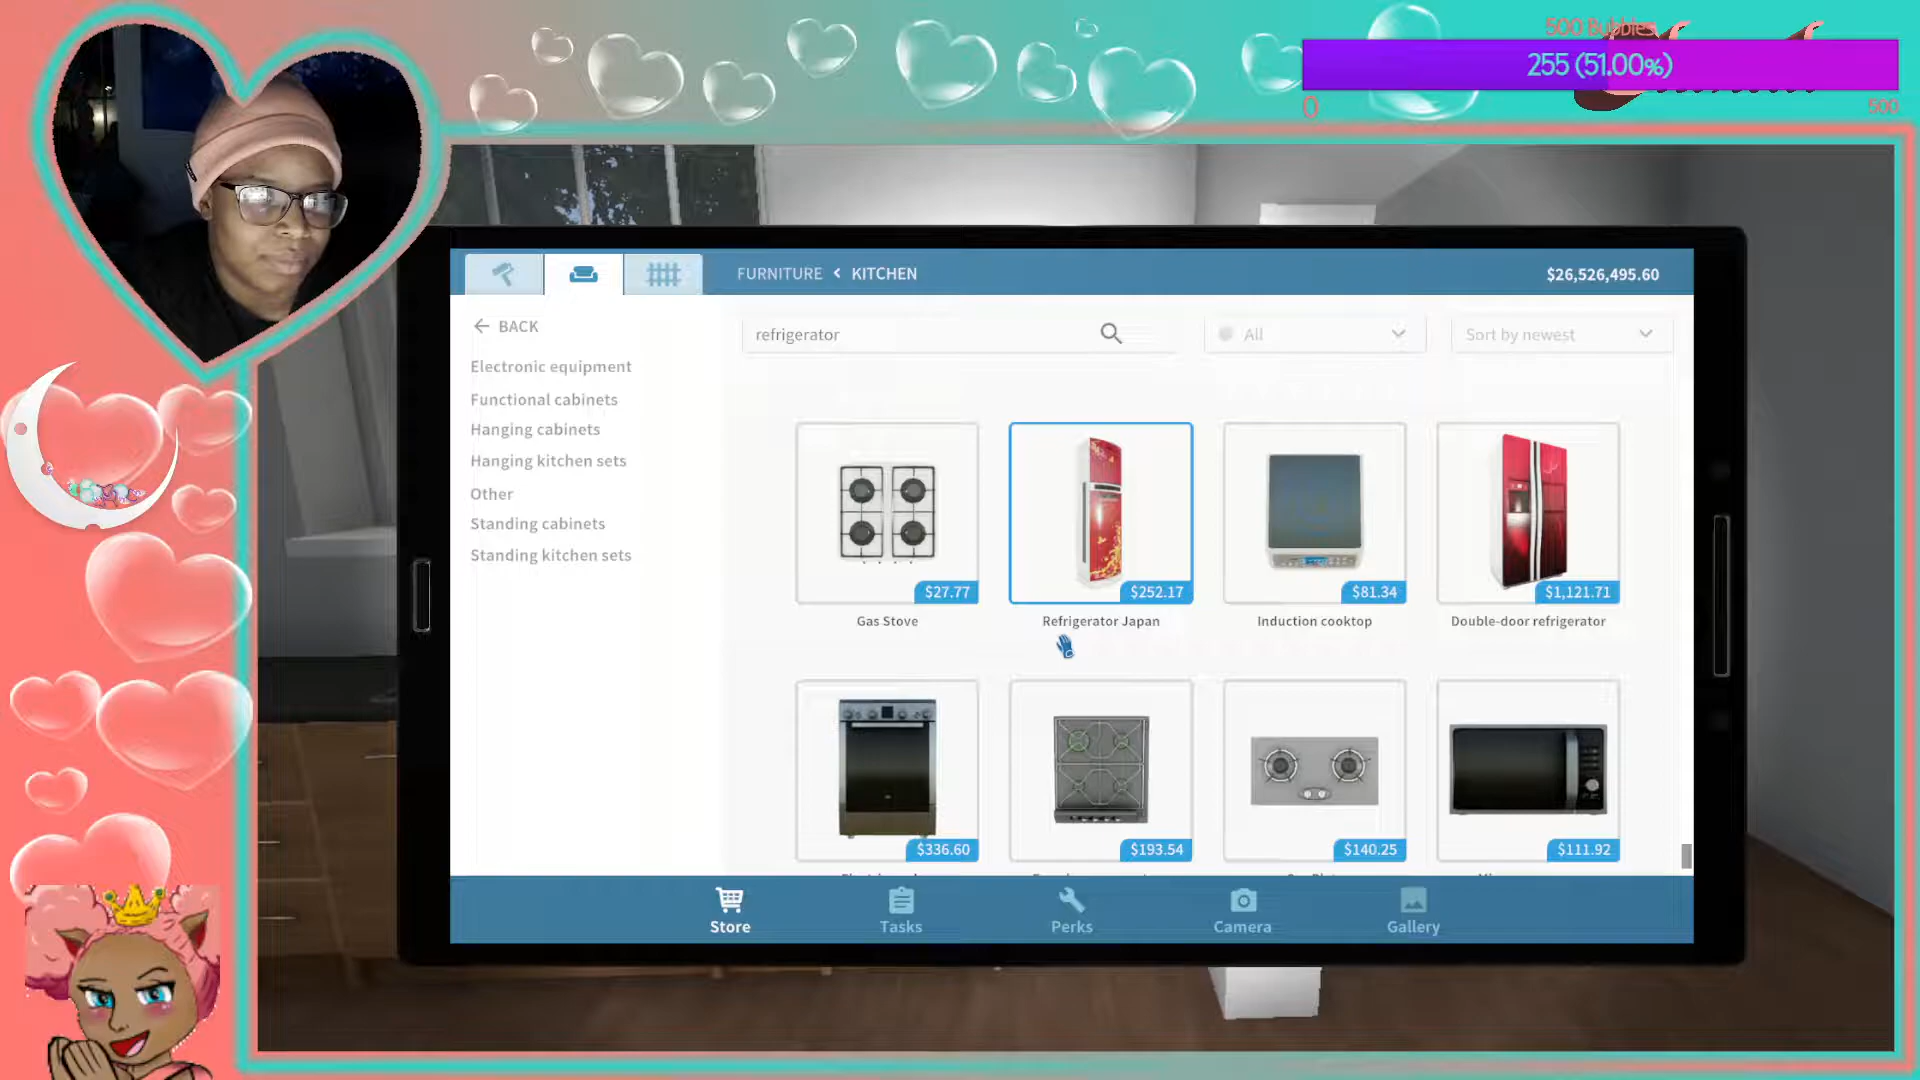 500 Bubbles
255 (51.00%)
0
500
FURNITURE < KITCHEN
$26,526,495.60
BACK
refrigerator
All
Sort by newest
Electronic equipment
Functional cabinets
Hanging cabinets
Hanging kitchen sets
Other
Standing cabinets
Standing kitchen sets
$27.77
$252.17
$81.34
$1,121.71
Gas Stove
Refrigerator Japan
Induction cooktop
Double-door refrigerator
$336.60
$193.54
$140.25
$111.92
Store
Tasks
Perks
Camera
Gallery